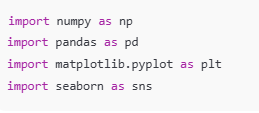 import numpy as np
import pandas as pd
import matplotlib.pyplot as plt
import seaborn as sns